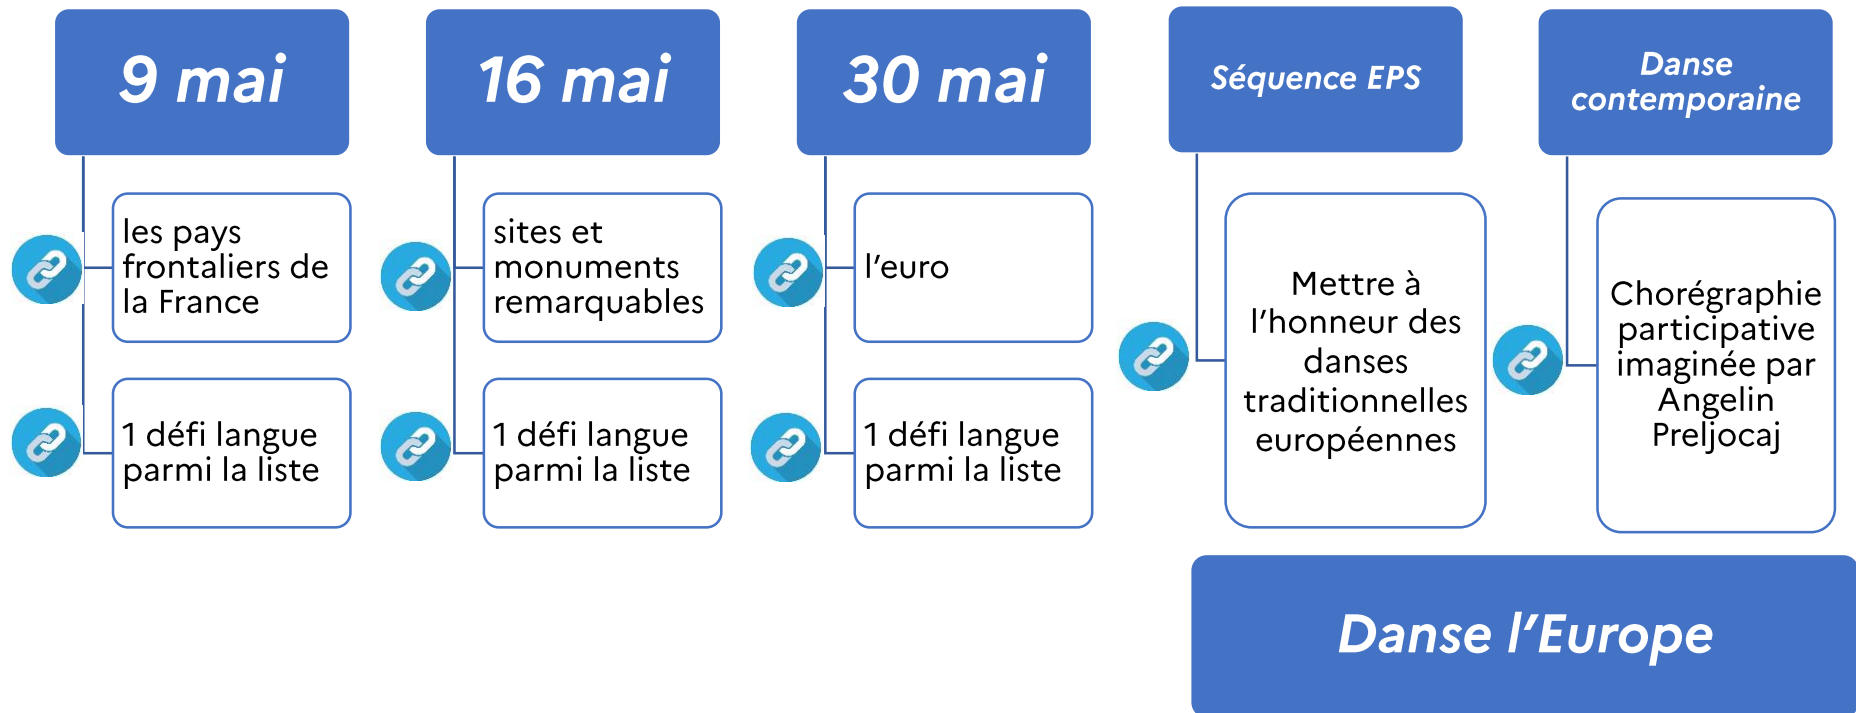 9 mai
les pays
frontaliers de
la France
1 défi langue
parmi la liste
16 mai
sites et
monuments
remarquables
1 défi langue
parmi la liste
30 mai
l’euro
1 défi langue
parmi la liste
Séquence EPS
Mettre à
l’honneur des
danses
traditionnelles
européennes
Danse
contemporaine
Chorégraphie
participative
imaginée par
Angelin
Preljocaj
Danse l’Europe